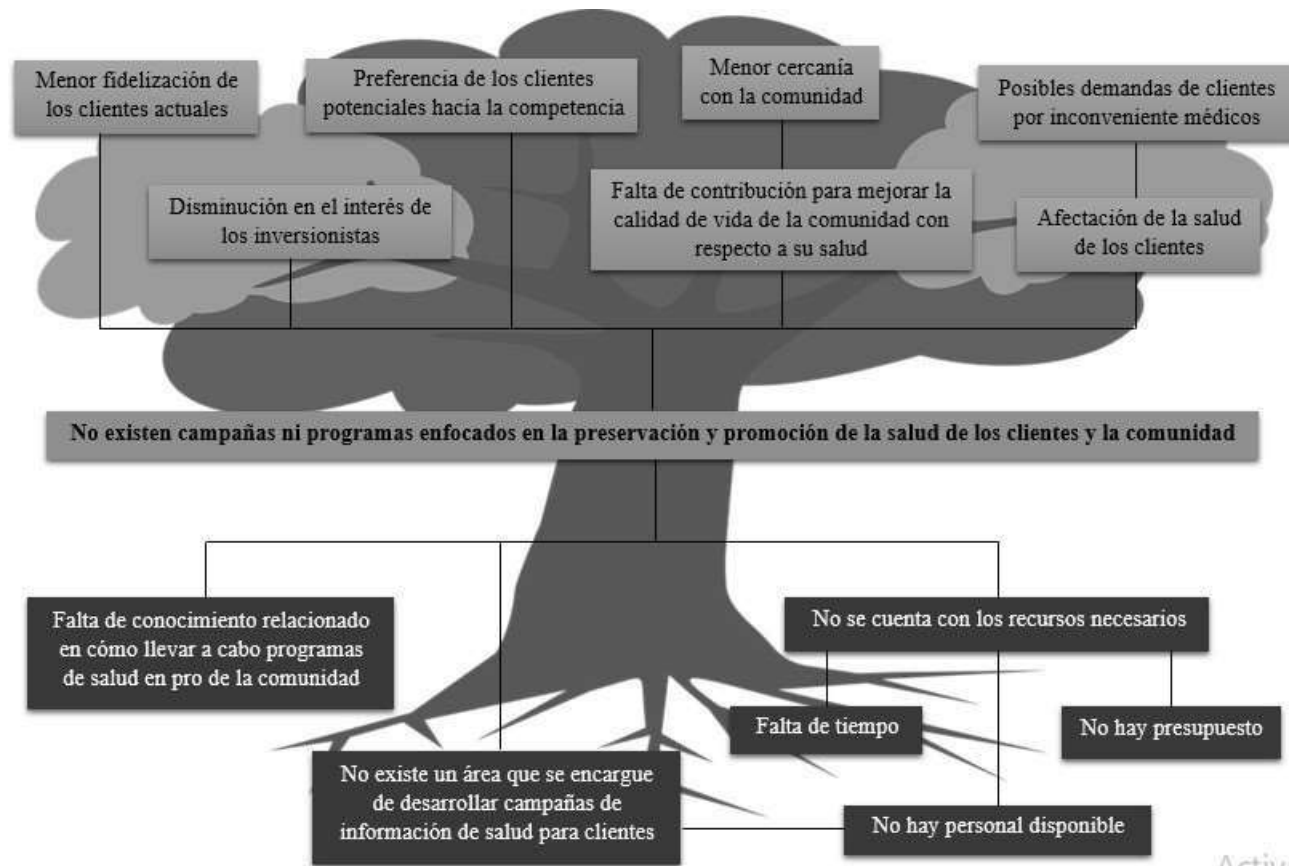 Menor fidelización de
los clientes actuales
Preferencia de los clientes
potenciales hacia la competencia
Menor cercanía
con la comunidad
Posibles demandas de clientes
por inconveniente médicos
Disminución en el interés de
los inversionistas
Falta de contribución para mejorar la
calidad de vida de la comunidad con
respecto a su salud
Afectación de la salud
de los clientes
No existen campañas ni programas enfocados en la preservación y promoción de la salud de los clientes y la comunidad
Falta de conocimiento relacionado
en cómo llevar a cabo programas
de salud en pro de la comunidad
No se cuenta con los recursos necesarios
Falta de tiempo
No hay presupuesto
No existe un área que se encargue
de desarrollar campañas de
información de salud para clientes
No hay personal disponible